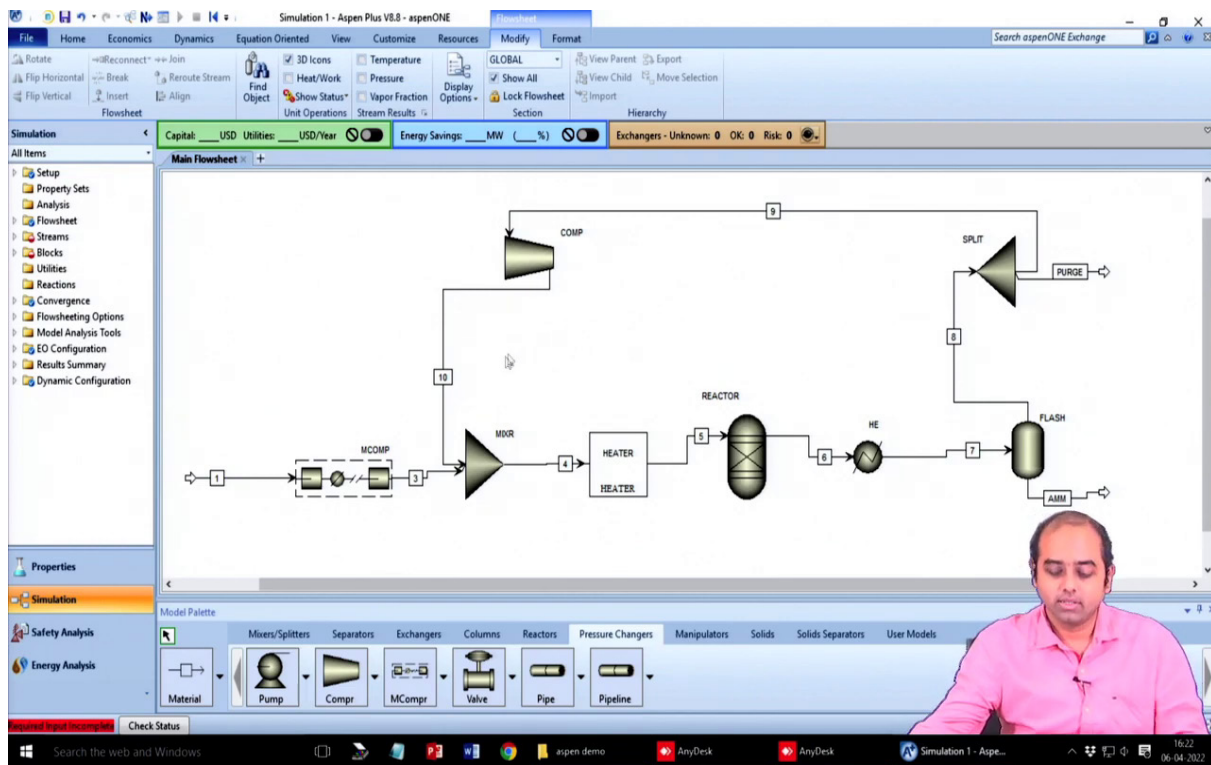 Simulation 1 - Aspen Plus V8.8 - aspenONE
Flowsheet
File Home Economics Dynamics Equation Oriented View Customize Resources Modify Format
Search aspenONE Exchange
Rotate Reconnect Join
Flip Horizontal Break Reroute Stream
Flip Vertical Insert Align
Flowsheet
Find Object
3D Icons
Heat/Work
Show Status
Unit Operations
Temperature
Pressure
Vapor Fraction
Stream Results
Display Options
GLOBAL
Show All
Lock Flowsheet
Section
View Parent Export
View Child Move Selection
Import
Hierarchy
Simulation
Capital: ____USD Utilities: ____USD/Year
Energy Savings: ____MW (____%)
Exchangers - Unknown: 0 OK: 0 Risk: 0
All Items
Main Flowsheet × +
Setup
Property Sets
Analysis
Flowsheet
Streams
Blocks
Utilities
Reactions
Convergence
Flowsheeting Options
Model Analysis Tools
EO Configuration
Results Summary
Dynamic Configuration
9
COMP
SPLIT
PURGE
8
10
REACTOR
MCOMP
MIXR
HEATER
HEATER
HE
FLASH
1
3
4
5
6
7
AMM
Properties
Simulation
Safety Analysis
Energy Analysis
Model Palette
Mixers/Splitters Separators Exchangers Columns Reactors Pressure Changers Manipulators Solids Solids Separators User Models
Material Pump Compr MCompr Valve Pipe Pipeline
Required Input Incomplete Check Status
Search the web and Windows
aspen demo
AnyDesk
AnyDesk
Simulation 1 - Aspe...
16:22
06-04-2022